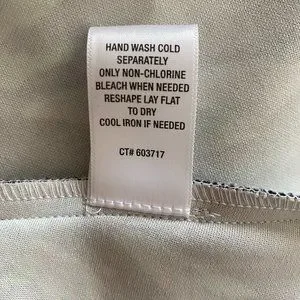 HAND WASH COLD
SEPARATELY
ONLY NON-CHLORINE
BLEACH WHEN NEEDED
RESHAPE LAY FLAT
TO DRY
COOL IRON IF NEEDED
CT# 603717